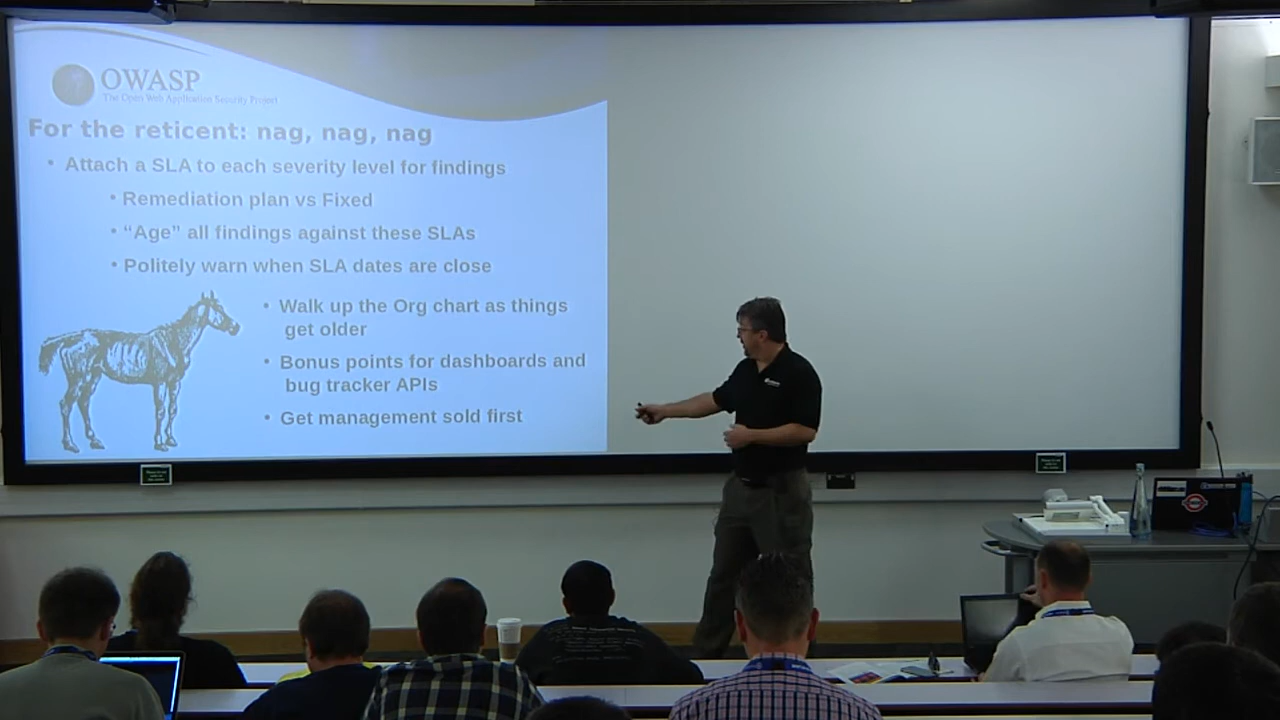 OWASP
The Open Web Application Security Project
For the reticent: nag, nag, nag
• Attach a SLA to each severity level for findings
• Remediation plan vs Fixed
• “Age” all findings against these SLAs
• Politely warn when SLA dates are close
• Walk up the Org chart as things
get older
• Bonus points for dashboards and
bug tracker APIs
• Get management sold first